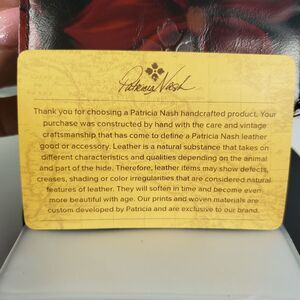 Patricia Nash
Thank you for choosing a Patricia Nash handcrafted product. Your
purchase was constructed by hand with the care and vintage
craftsmanship that has come to define a Patricia Nash leather
good or accessory. Leather is a natural substance that takes on
different characteristics and qualities depending on the animal
and part of the hide. Therefore, leather items may show defects,
creases, shading or color irregularities that are considered natural
features of leather. They will soften in time and become even
more beautiful with age. Our prints and woven materials are
custom developed by Patricia and are exclusive to our brand.